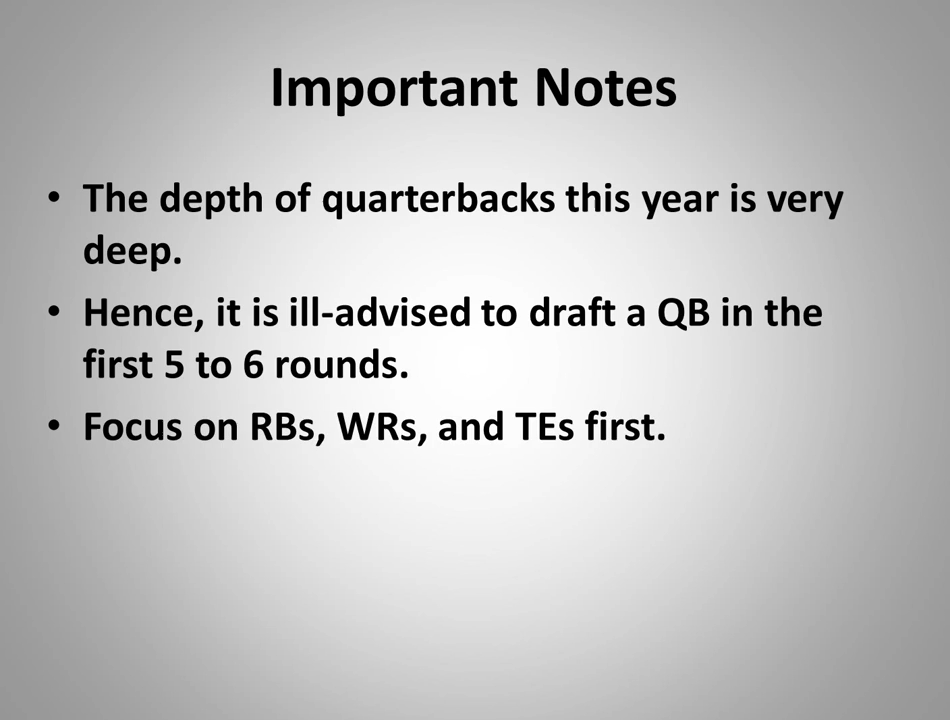 Important Notes
• The depth of quarterbacks this year is very
deep.
• Hence, it is ill-advised to draft a QB in the
first 5 to 6 rounds.
• Focus on RBs, WRs, and TEs first.